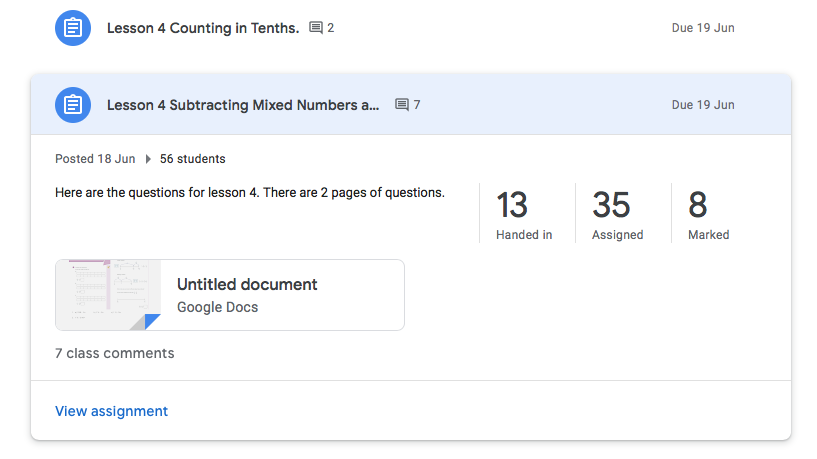 Lesson 4 Counting in Tenths. 2 Due 19 Jun
Lesson 4 Subtracting Mixed Numbers a... 7 Due 19 Jun
Posted 18 Jun 56 students
Here are the questions for lesson 4. There are 2 pages of questions.
13 35 8
Handed in Assigned Marked
Untitled document
Google Docs
7 class comments
View assignment